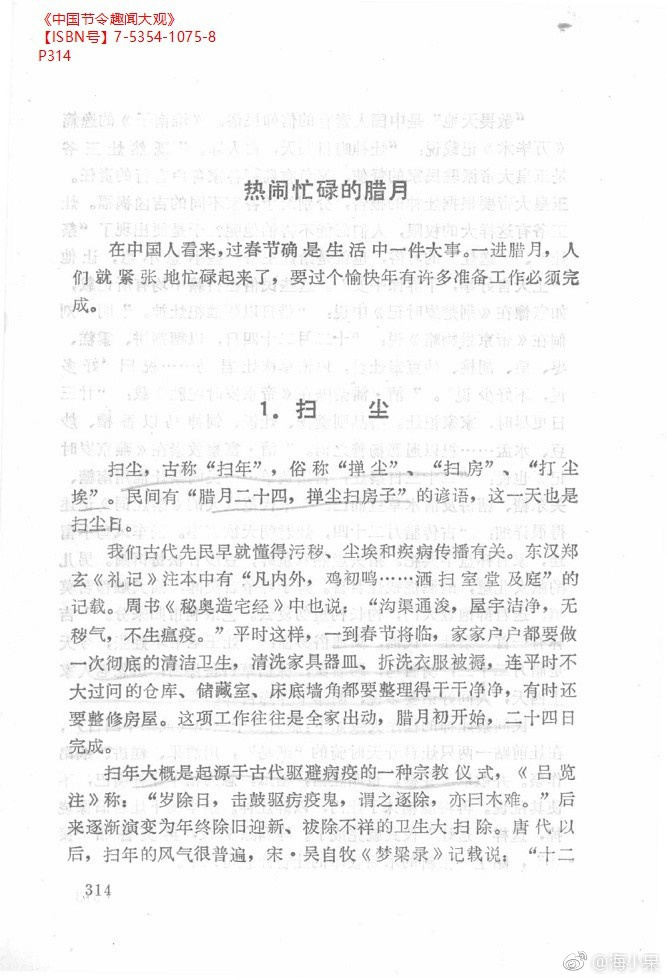 《中国节令趣闻大观》
【ISBN号】7-5354-1075-8
P314
热闹忙碌的腊月
在中国人看来，过春节确是生活中一件大事。一进腊月，人
们就紧张地忙碌起来了，要过个愉快年有许多准备工作必须完
成。
1．扫尘
扫尘，古称“扫年”，俗称“掸尘”、“扫房”、“打尘
埃”。民间有“腊月二十四，掸尘扫房子”的谚语，这一天也是
扫尘日。
我们古代先民早就懂得污秽、尘埃和疾病传播有关。东汉郑
玄《礼记》注本中有“凡内外，鸡初鸣……洒扫室堂及庭”的
记载。周书《秘奥造宅经》中也说：“沟渠通浚，屋宇洁净，无
秽气，不生瘟疫。”平时这样，一到春节将临，家家户户都要做
一次彻底的清洁卫生，清洗家具器皿、拆洗衣服被褥，连平时不
大过问的仓库、储藏室、床底墙角都要整理得干干净净，有时还
要整修房屋。这项工作往往是全家出动，腊月初开始，二十四日
完成。
扫年大概是起源于古代驱避病疫的一种宗教仪式，《吕览
注》称：“岁除日，击鼓驱疠疫鬼，谓之逐除，亦曰木难。”后
来逐渐演变为年终除旧迎新、祓除不祥的卫生大扫除。唐代以
后，扫年的风气很普遍，宋·吴自牧《梦梁录》记载说：“十二
314
@海小呆